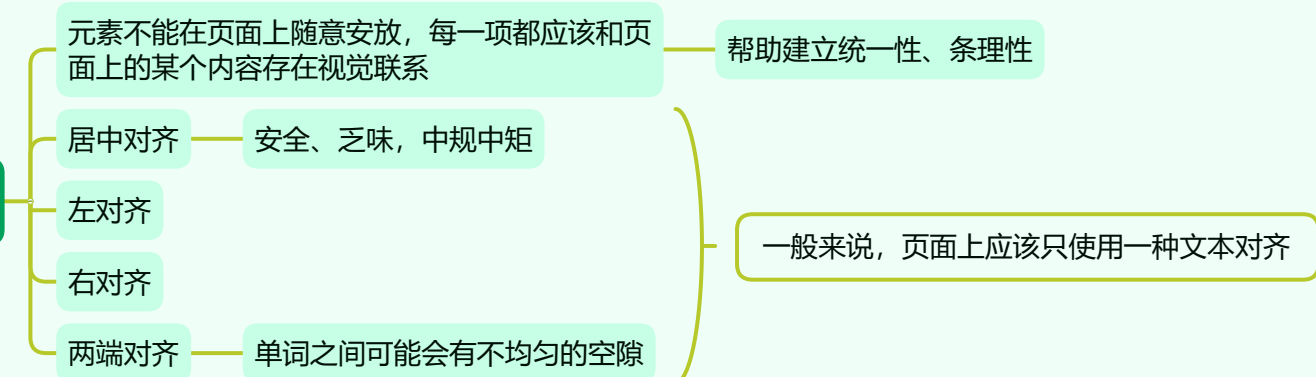 元素不能在页面上随意安放，每一项都应该和页
面上的某个内容存在视觉联系
帮助建立统一性、条理性
居中对齐
安全、乏味，中规中矩
左对齐
右对齐
两端对齐
单词之间可能会有不均匀的空隙
一般来说，页面上应该只使用一种文本对齐